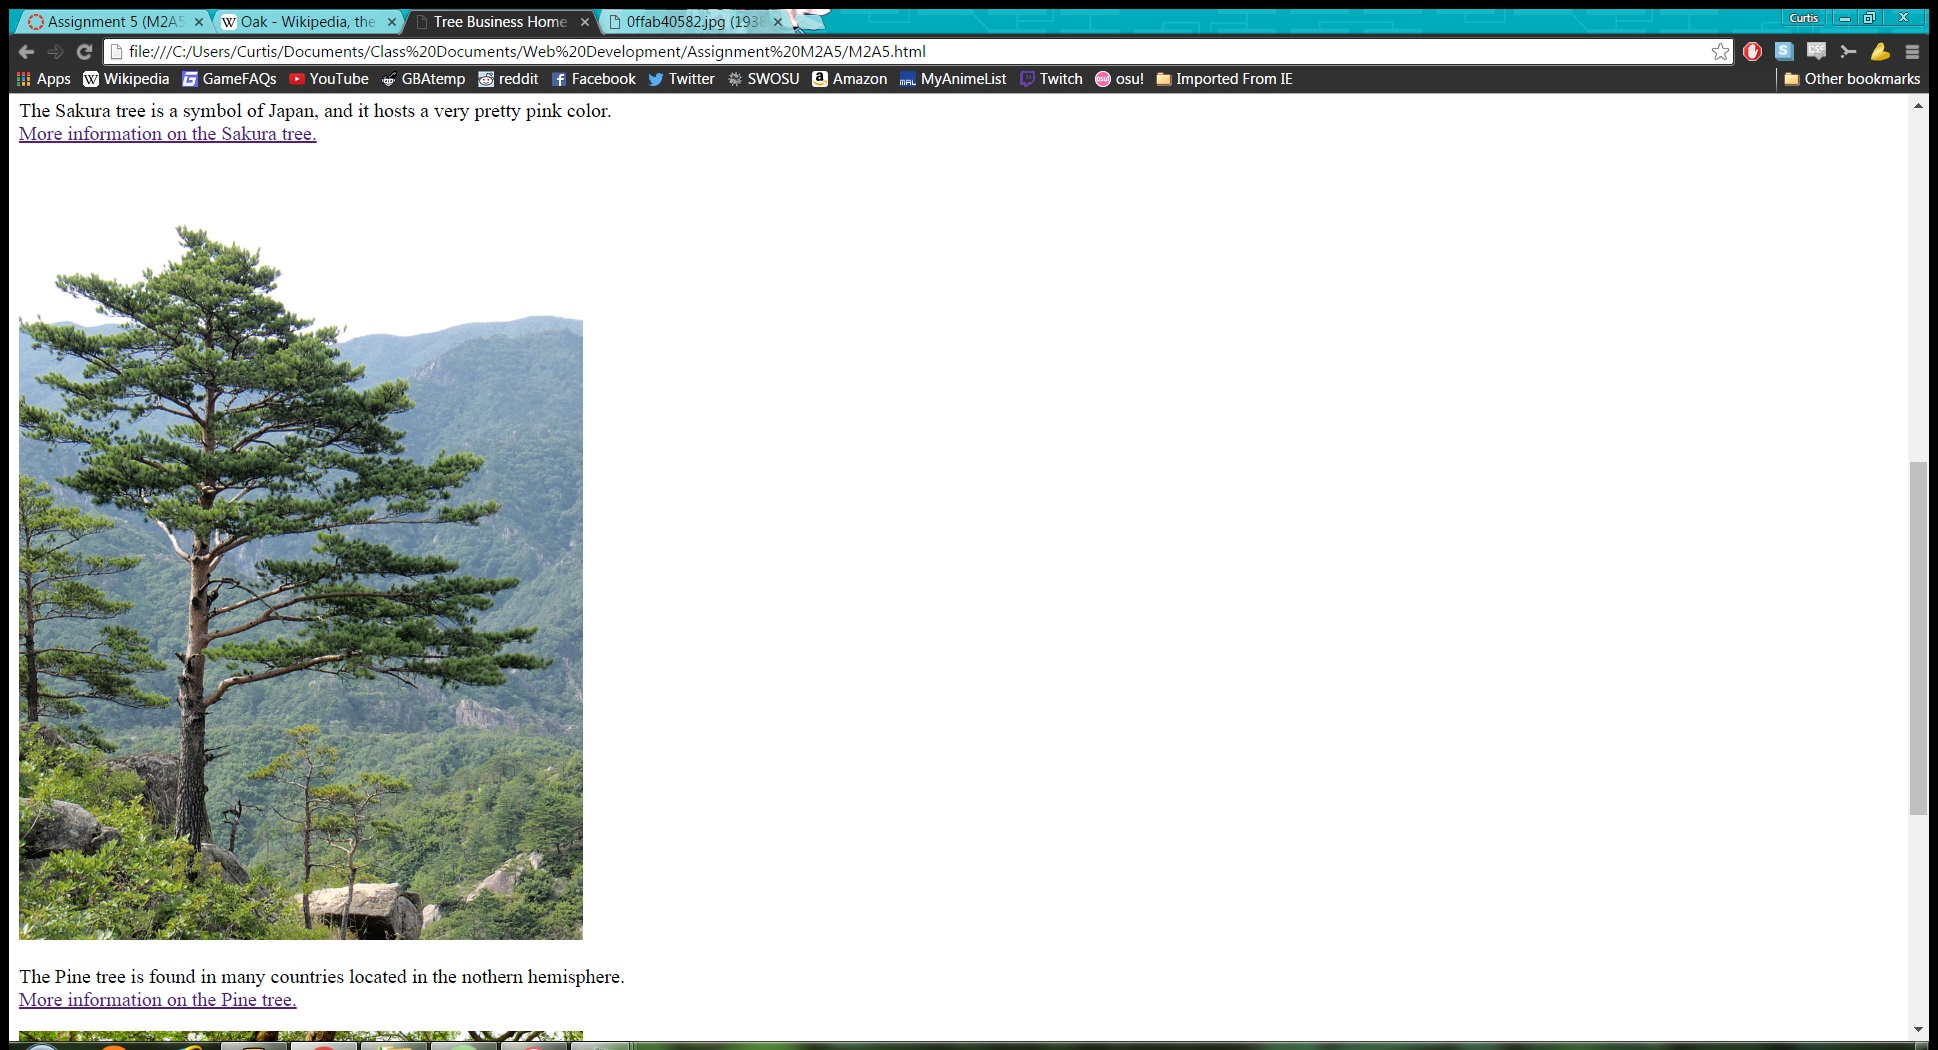 Assignment 5 (M2A5
Oak - Wikipedia, the
Tree Business Home
0ffab40582.jpg (1938
Curtis
file:///C:/Users/Curtis/Documents/Class%20Documents/Web%20Development/Assignment%20M2A5/M2A5.html
Apps Wikipedia GameFAQs YouTube GBAtemp reddit Facebook Twitter SWOSU Amazon MyAnimeList Twitch osu! Imported From IE Other bookmarks
The Sakura tree is a symbol of Japan, and it hosts a very pretty pink color.
More information on the Sakura tree.
The Pine tree is found in many countries located in the nothern hemisphere.
More information on the Pine tree.